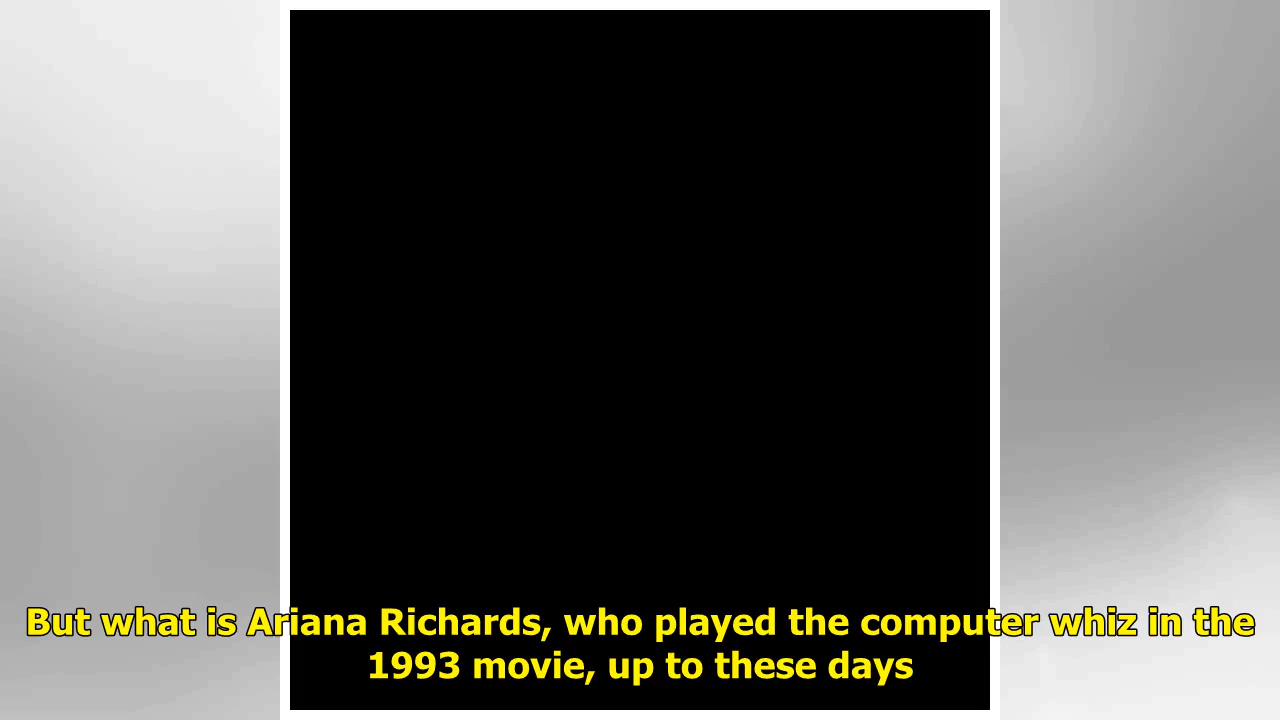 But what is Ariana Richards, who played the computer whiz in the
1993 movie, up to these days